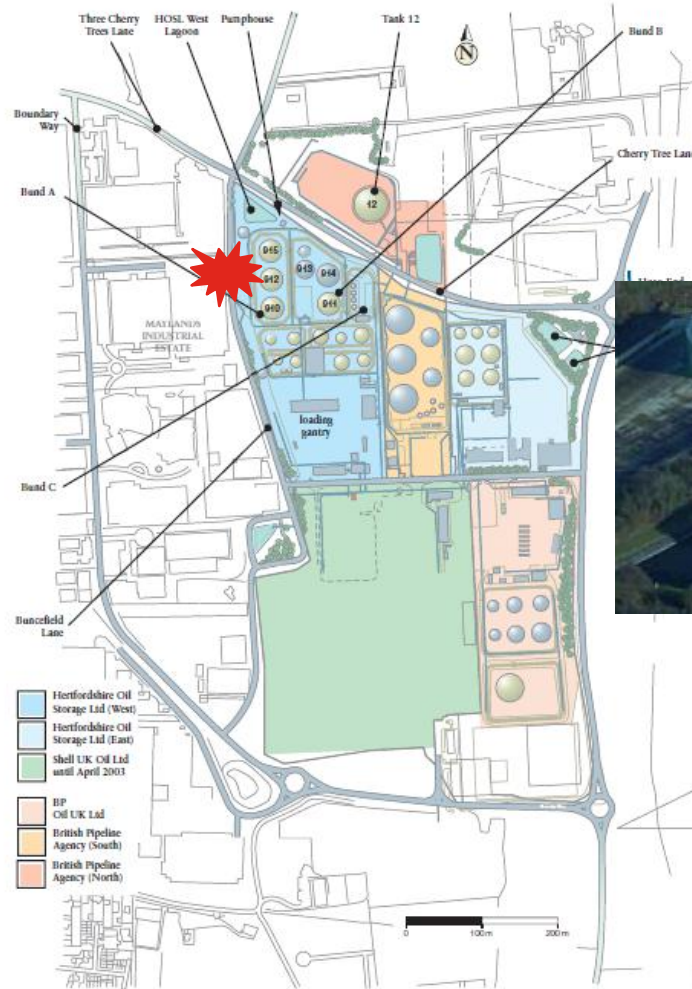 Three Cherry
Trees Lane
HOSL West
Lagoon
Pumphouse
Tank 12
Bund B
N
Boundary
Way
Cherry Tree Lane
12
Bund A
915
912
910
913
914
911
MAYLANDS
INDUSTRIAL
ESTATE
loading
gantry
Bund C
Buncefield
Lane
Hertfordshire Oil
Storage Ltd (West)
Hertfordshire Oil
Storage Ltd (East)
Shell UK Oil Ltd
until April 2003
BP
Oil UK Ltd
British Pipeline
Agency (South)
British Pipeline
Agency (North)
0
100m
200m